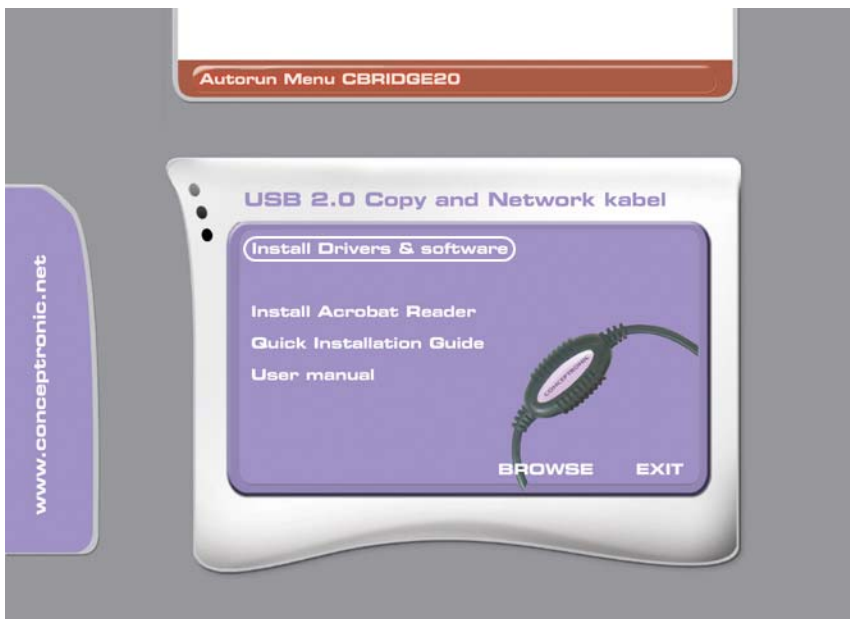 Autorun Menu CBRIDGE20
USB 2.0 Copy and Network kabel
Install Drivers & software
Install Acrobat Reader
Quick Installation Guide
User manual
CONCEPTRONIC
BROWSE EXIT
www.conceptronic.net